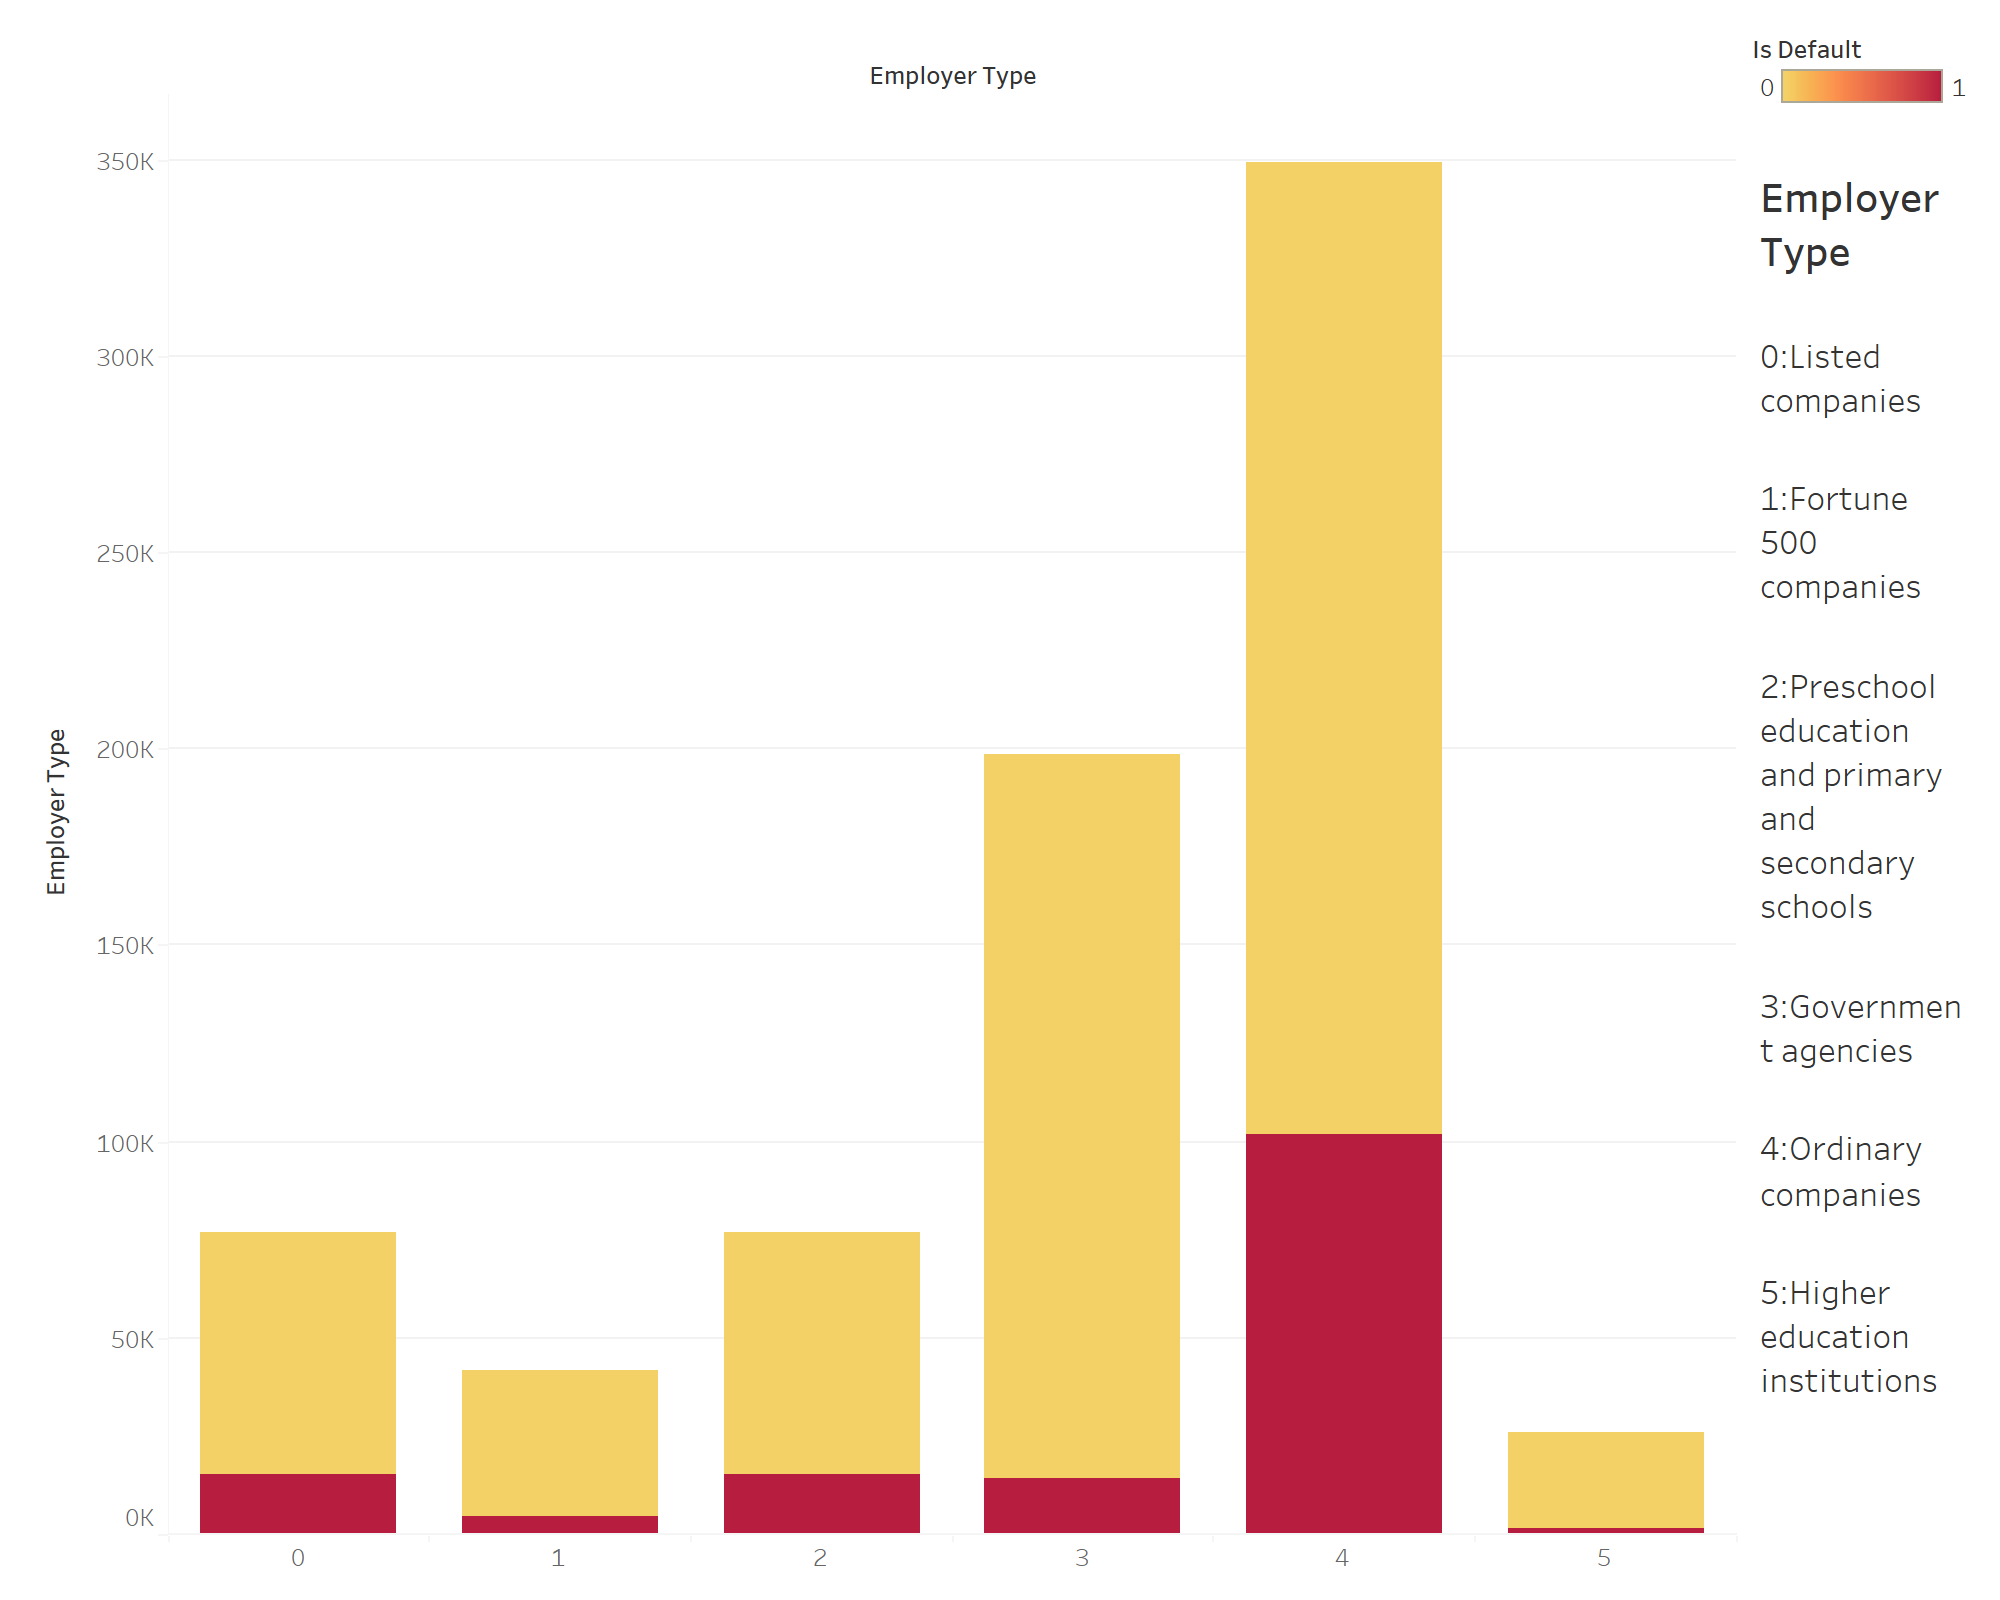 Is Default
0 1
Employer Type
Employer Type
350K
300K
250K
200K
150K
100K
50K
0K
0 1 2 3 4 5
Employer
Type
0:Listed
companies
1:Fortune
500
companies
2:Preschool
education
and primary
and
secondary
schools
3:Governmen
t agencies
4:Ordinary
companies
5:Higher
education
institutions